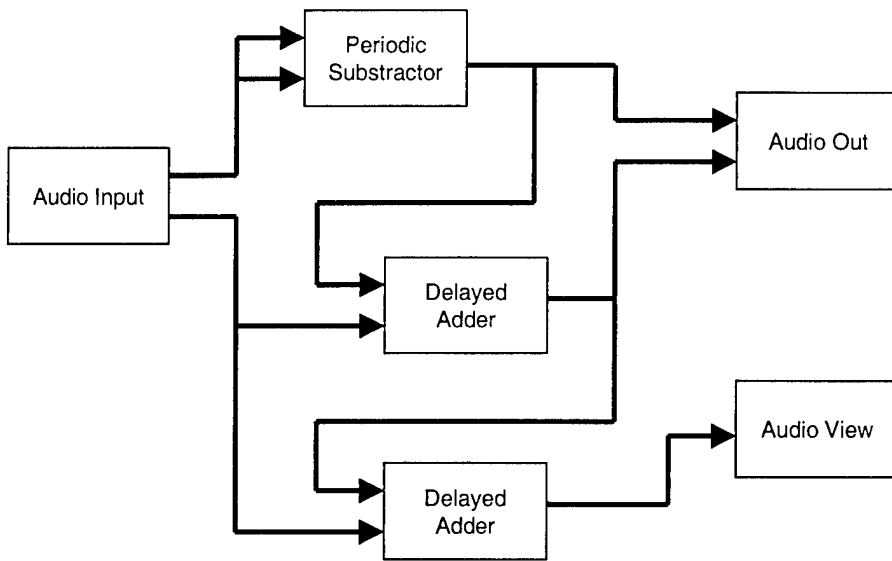 Periodic
Substractor
Audio Out
Audio Input
Delayed
Adder
Audio View
Delayed
Adder